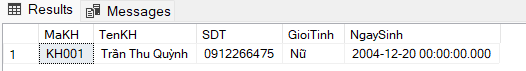 Results Messages
MaKH TenKH SDT GioiTinh NgaySinh
1 KH001 Trần Thu Quỳnh 0912266475 Nữ 2004-12-20 00:00:00.000